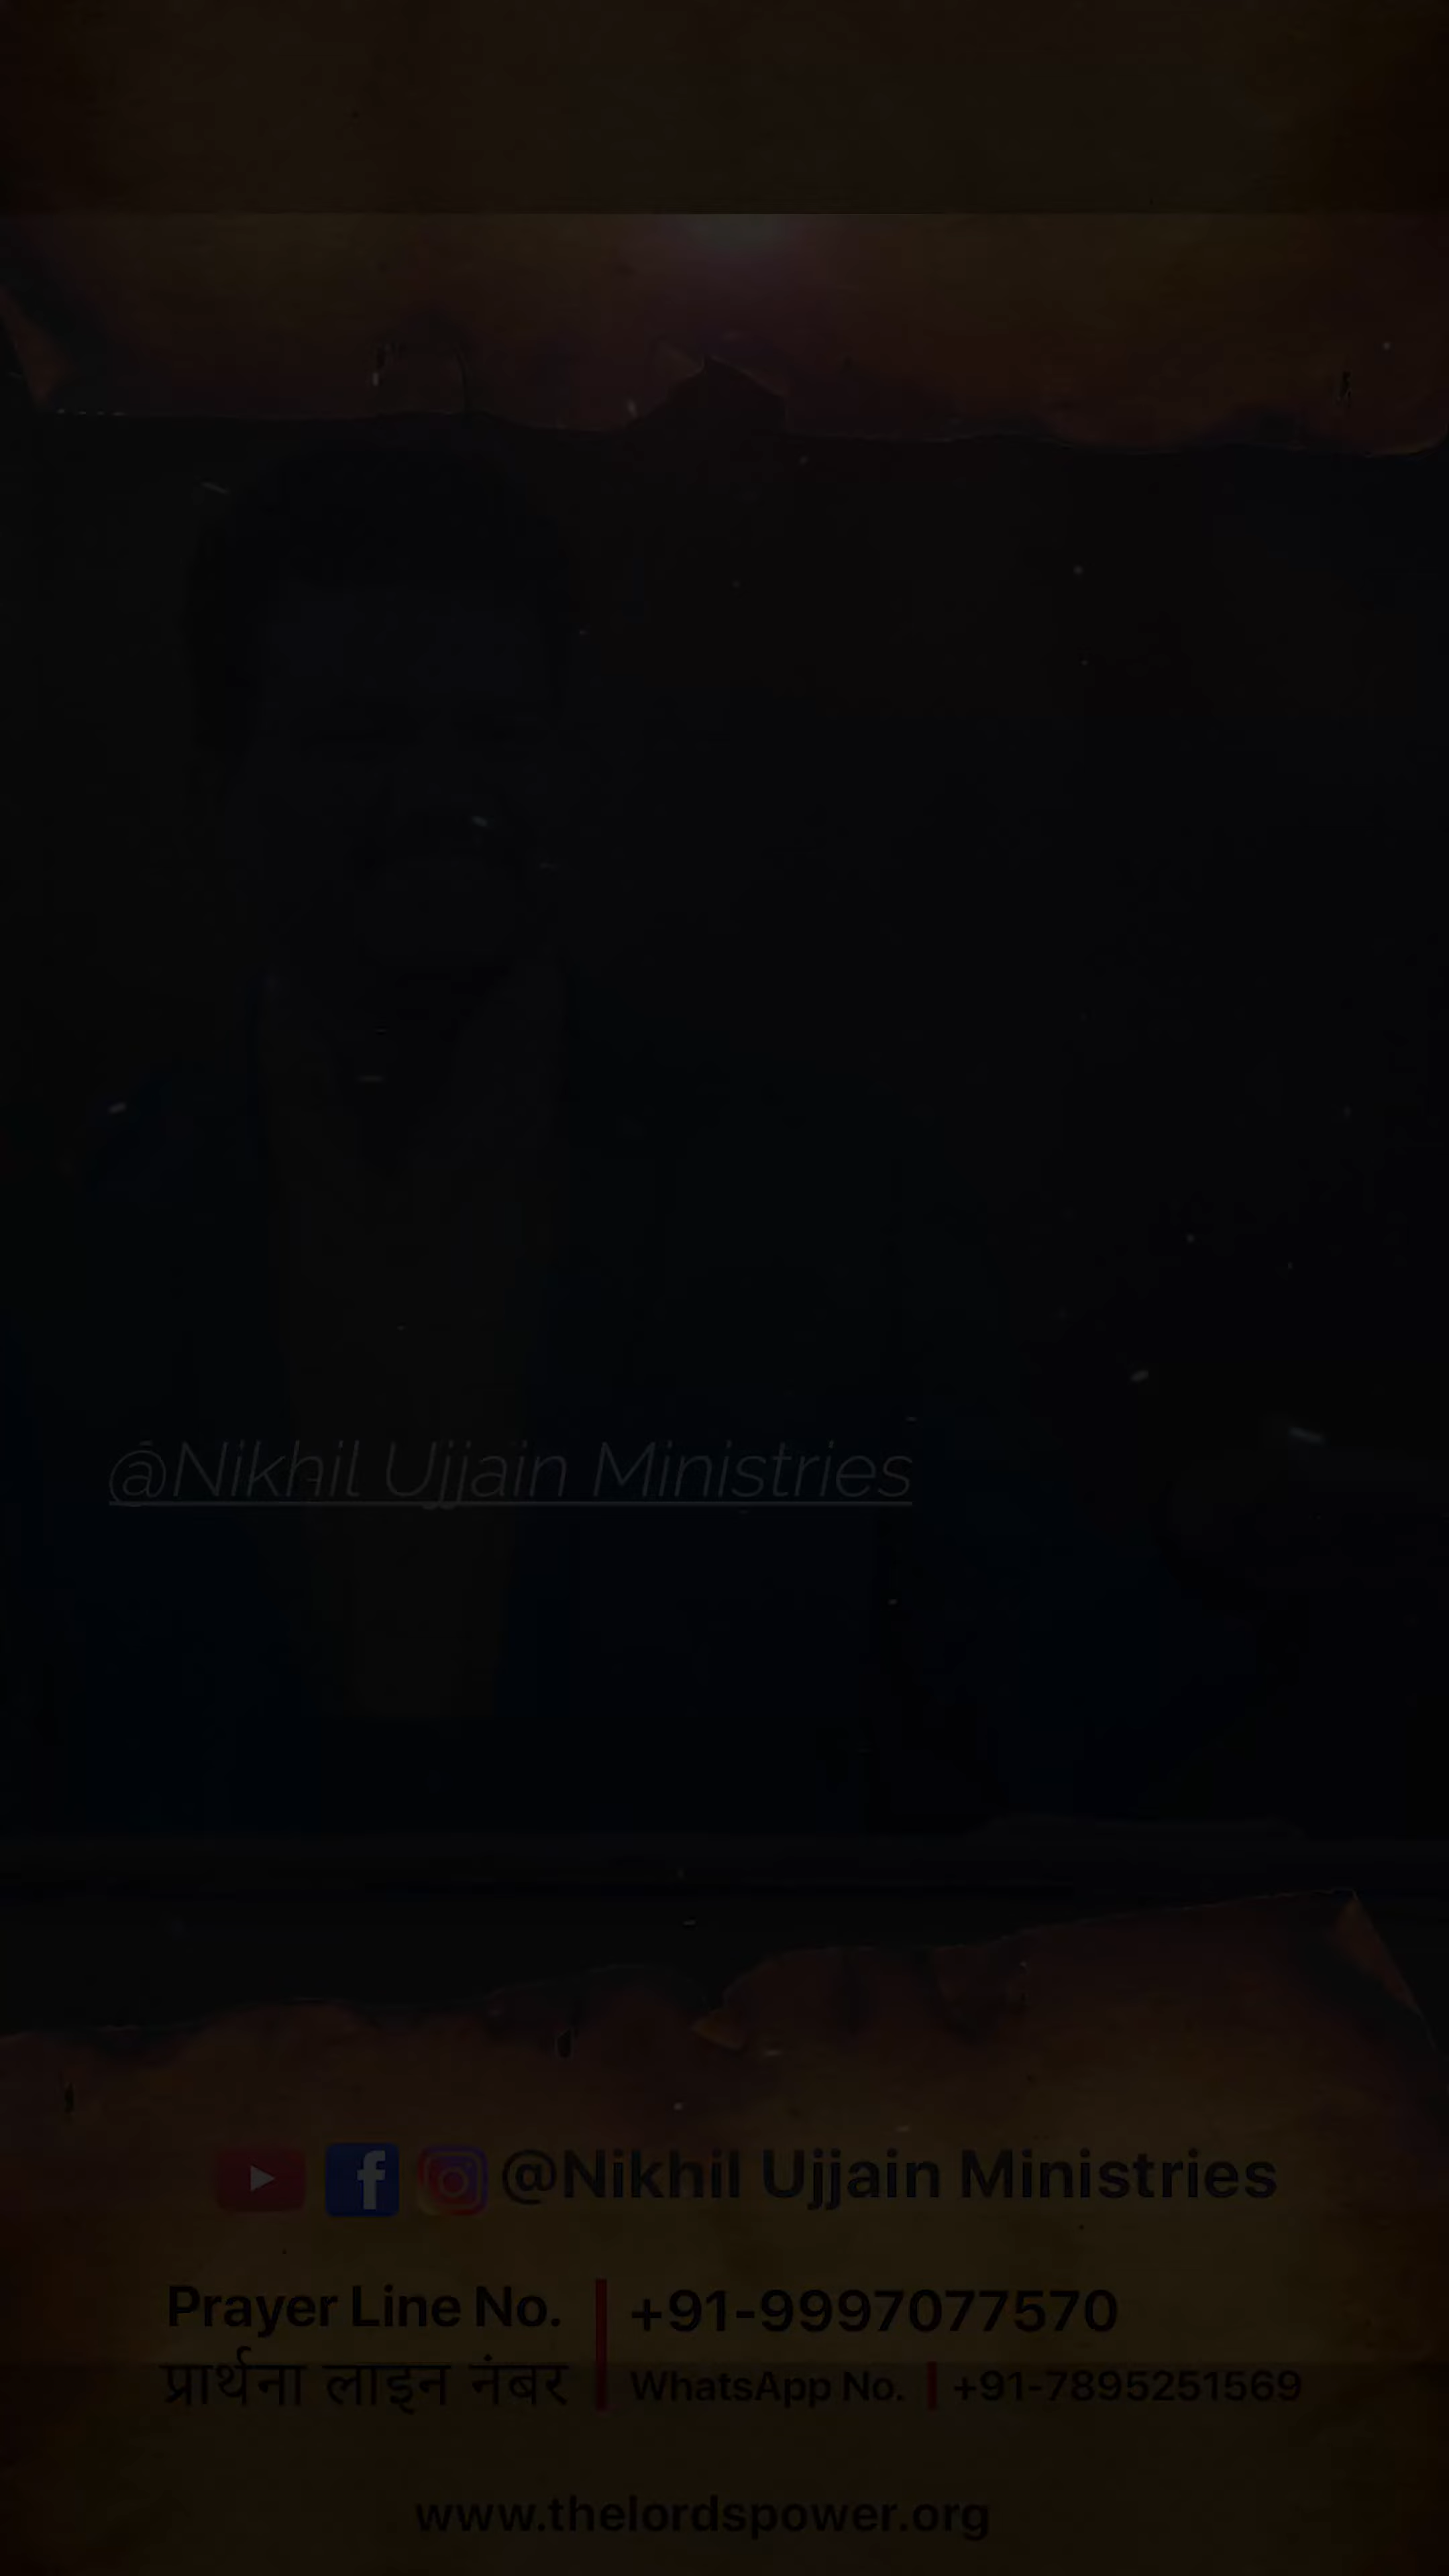 @Nikhil Ujjain Ministries
@Nikhil Ujjain Ministries
Prayer Line No. +91-9997077570
प्रार्थना लाइन नंबर WhatsApp No. +91-7895251569
www.thelordspower.org